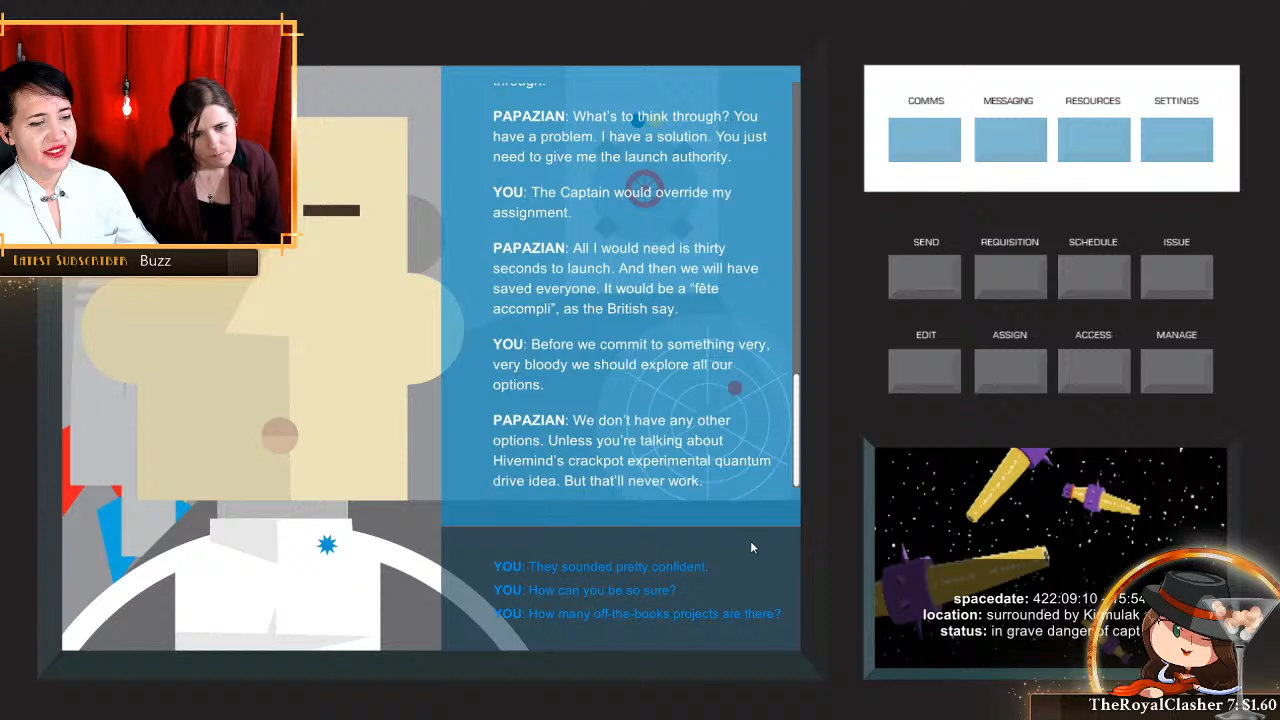 through.
PAPAZIAN: What's to think through? You
have a problem. I have a solution. You just
need to give me the launch authority.
YOU: The Captain would override my
assignment.
PAPAZIAN: All I would need is thirty
seconds to launch. And then we will have
saved everyone. It would be a “fête
accompli”, as the British say.
YOU: Before we commit to something very,
very bloody we should explore all our
options.
PAPAZIAN: We don't have any other
options. Unless you're talking about
Hivemind's crackpot experimental quantum
drive idea. But that'll never work.
YOU: They sounded pretty confident.
YOU: How can you be so sure?
YOU: How many off-the-books projects are there?
LATEST SUBSCRIBER Buzz
COMMS MESSAGING RESOURCES SETTINGS
SEND REQUISITION SCHEDULE ISSUE
EDIT ASSIGN ACCESS MANAGE
spacedate: 422:09:10 - 15:54
location: surrounded by Kirmulak
status: in grave danger of capt
TheRoyalClasher 7: $1.60